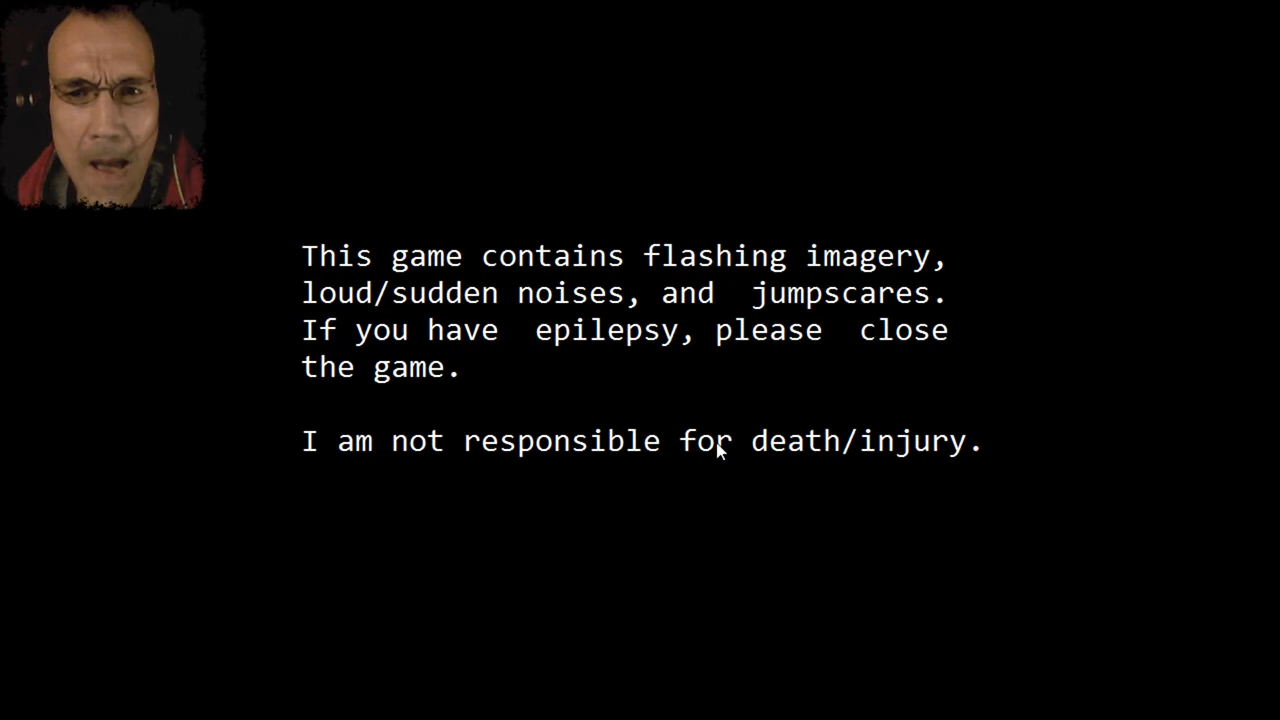 This game contains flashing imagery,
loud/sudden noises, and  jumpscares.
If you have  epilepsy, please  close
the game.
I am not responsible for death/injury.